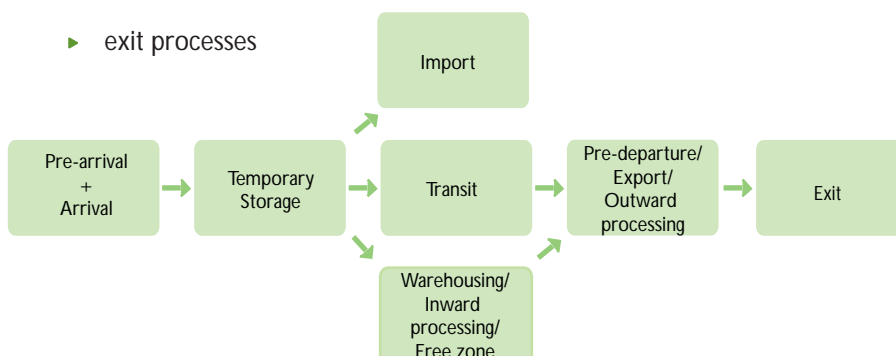 exit processes
Import
Pre-arrival
+
Arrival
Temporary
Storage
Transit
Pre-departure/
Export/
Outward
processing
Exit
Warehousing/
Inward
processing/
Free zone